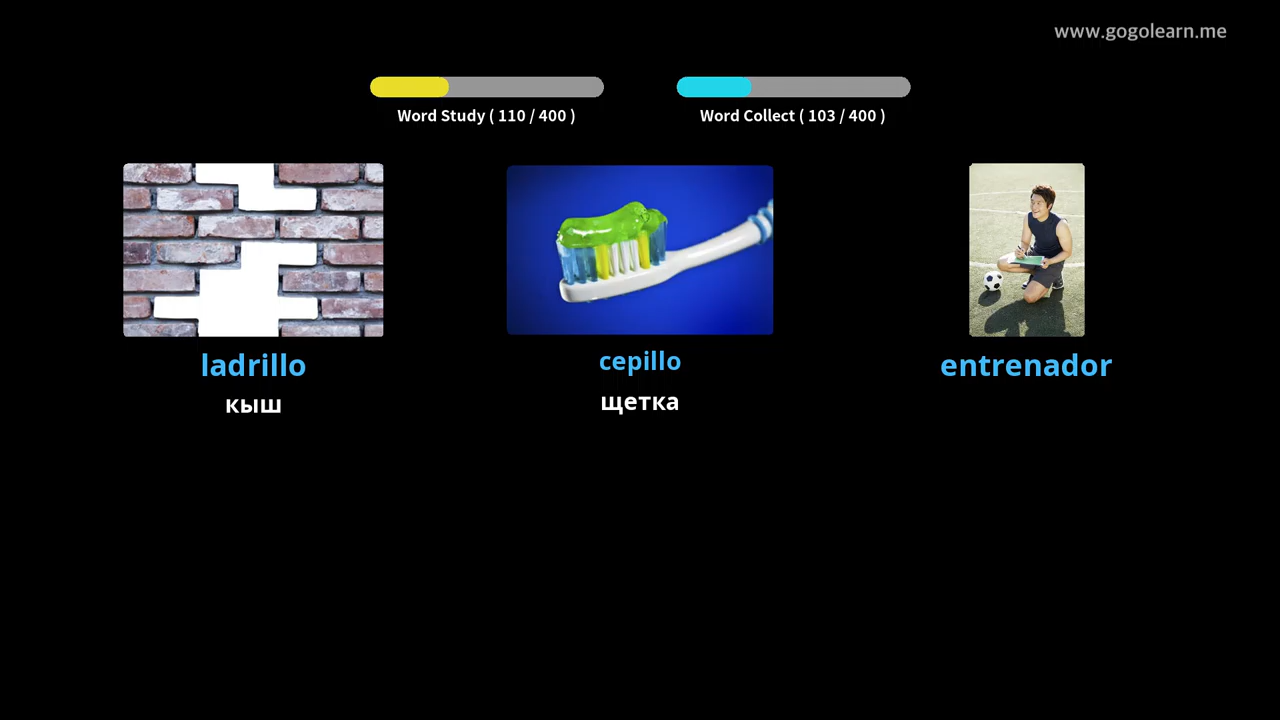 www.gogolearn.me
Word Study ( 110 / 400 )
Word Collect ( 103 / 400 )
ladrillo
кыш
cepillo
щетка
entrenador